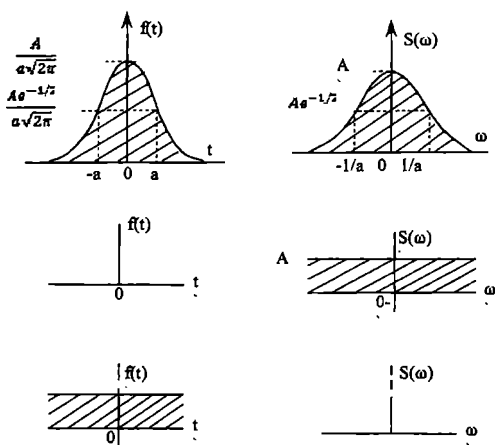 f(t)
A
a√2π
Ae^{-1/2}
a√2π
-a 0 a t
S(ω)
A
Ae^{-1/2}
-1/a 0 1/a ω
f(t)
0 t
S(ω)
A
0 ω
f(t)
0 t
S(ω)
ω